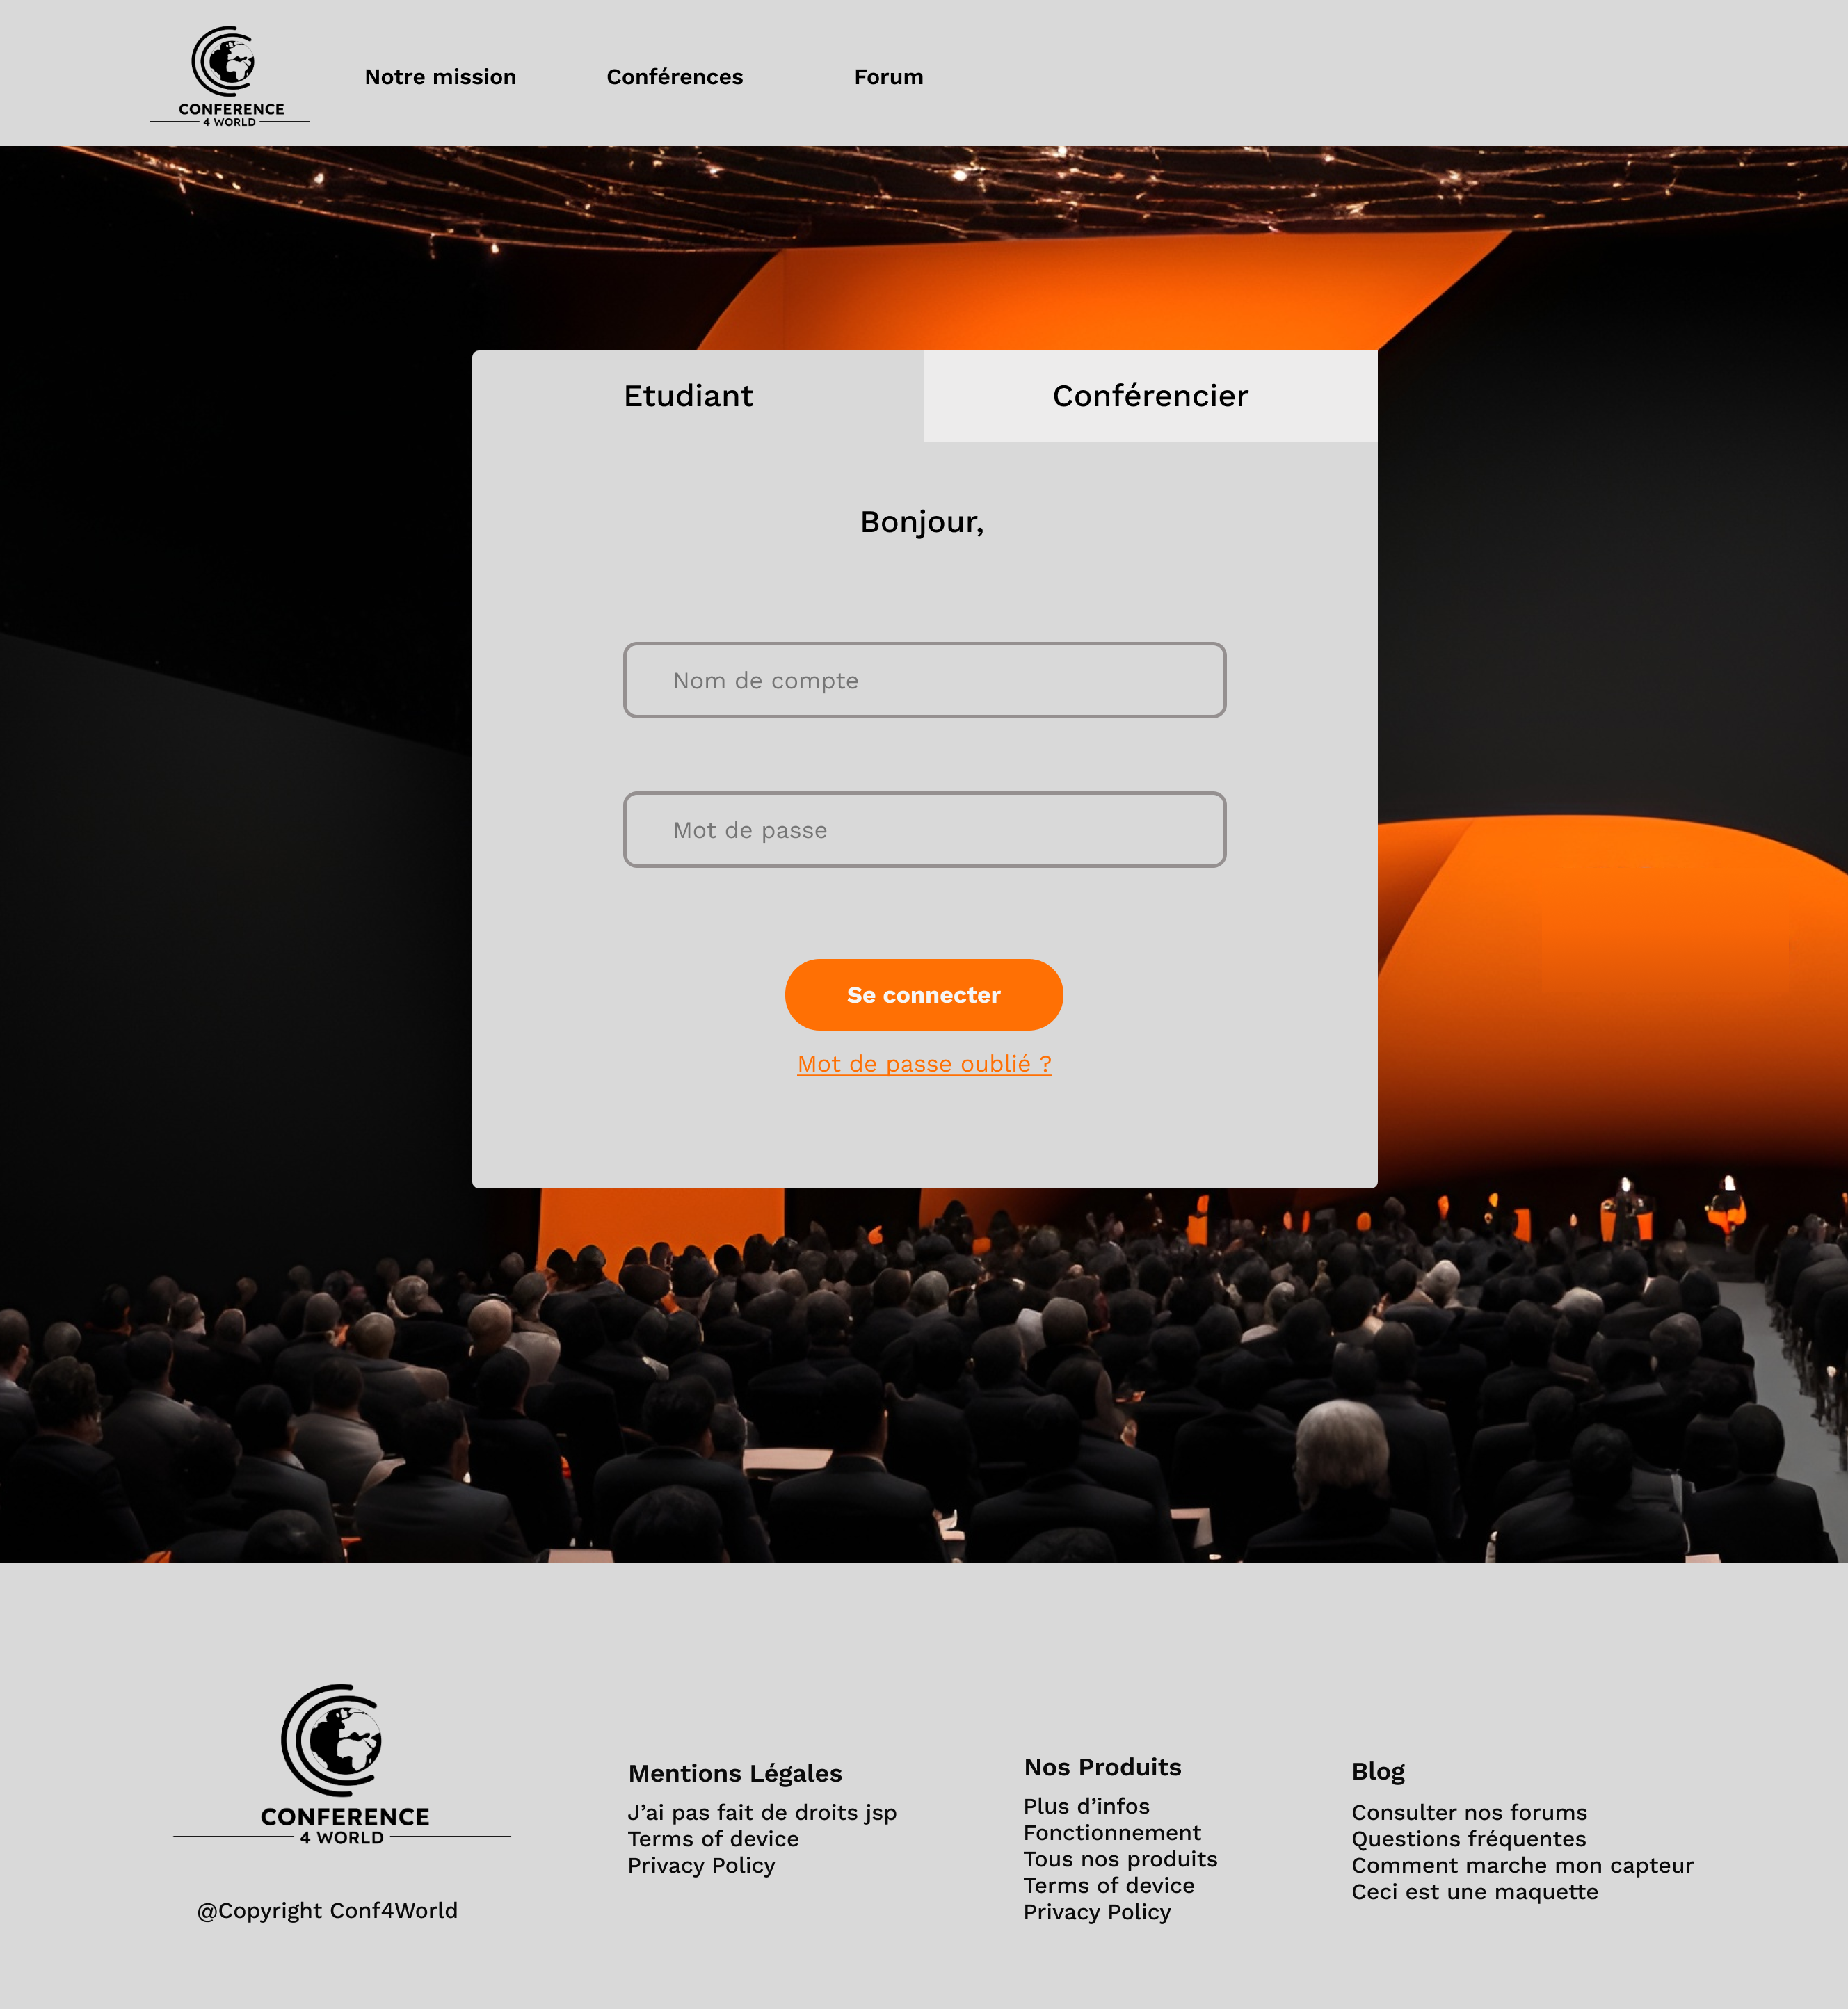 CONFERENCE
4 WORLD
Notre mission
Conférences
Forum
Etudiant
Conférencier
Bonjour,
Nom de compte
Mot de passe
Se connecter
Mot de passe oublié ?
CONFERENCE
4 WORLD
@Copyright Conf4World
Mentions Légales
J’ai pas fait de droits jsp
Terms of device
Privacy Policy
Nos Produits
Plus d’infos
Fonctionnement
Tous nos produits
Terms of device
Privacy Policy
Blog
Consulter nos forums
Questions fréquentes
Comment marche mon capteur
Ceci est une maquette